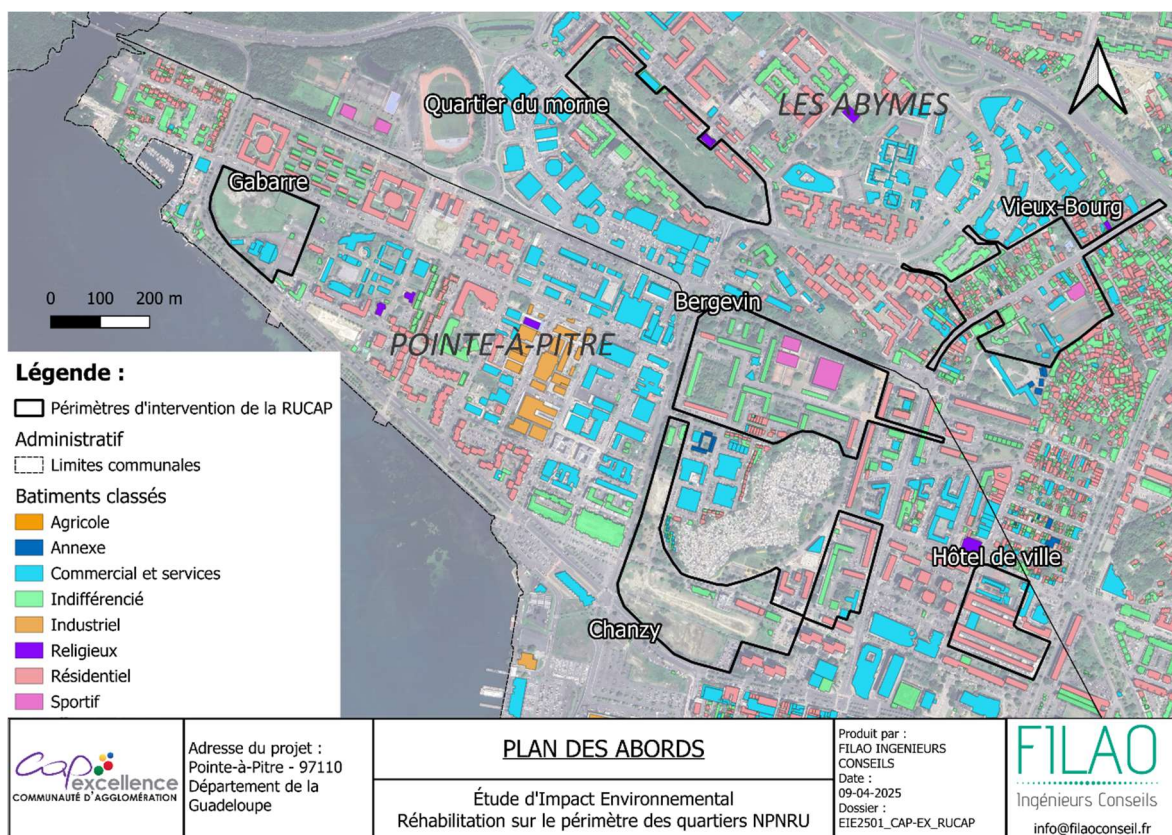 Quartier du morne
LES ABYMES
Gabarre
Vieux-Bourg
0 100 200 m
Bergevin
POINTE-À-PITRE
Hôtel de ville
Chanzy
Légende :
Périmètres d'intervention de la RUCAP
Administratif
Limites communales
Batiments classés
Agricole
Annexe
Commercial et services
Indifférencié
Industriel
Religieux
Résidentiel
Sportif
cap excellence
COMMUNAUTÉ D'AGGLOMÉRATION
Adresse du projet :
Pointe-à-Pitre - 97110
Département de la
Guadeloupe
PLAN DES ABORDS
Étude d'Impact Environnemental
Réhabilitation sur le périmètre des quartiers NPNRU
Produit par :
FILAO INGENIEURS
CONSEILS
Date :
09-04-2025
Dossier :
EIE2501_CAP-EX_RUCAP
FILAO
Ingénieurs Conseils
info@filaoconseil.fr